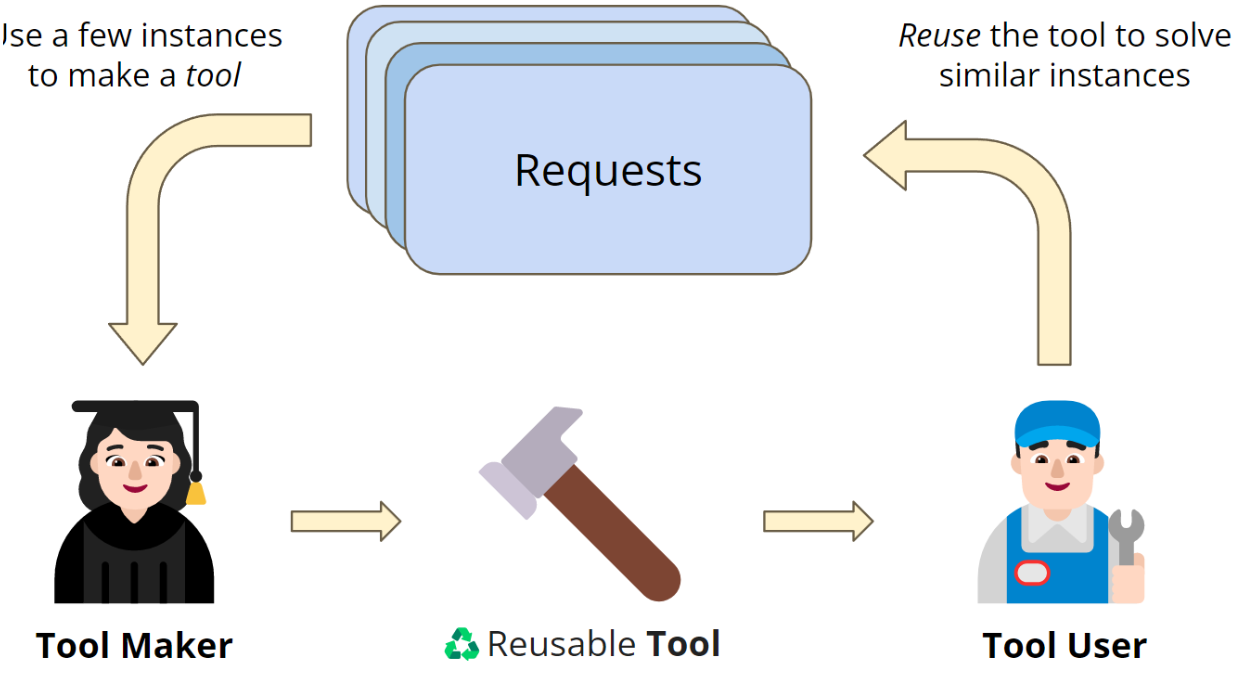 Use a few instances
to make a tool
Requests
Reuse the tool to solve
similar instances
Tool Maker
Reusable Tool
Tool User